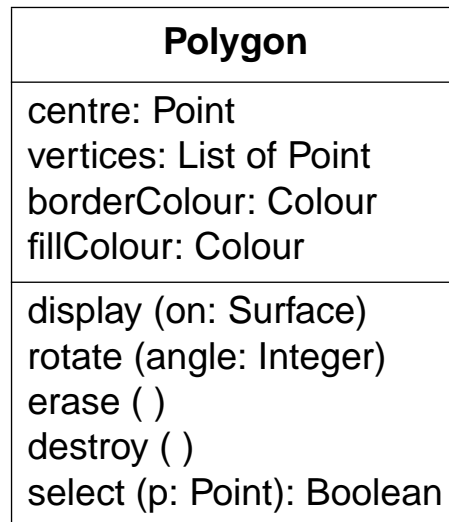 Polygon
centre: Point
vertices: List of Point
borderColour: Colour
fillColour: Colour
display (on: Surface)
rotate (angle: Integer)
erase ( )
destroy ( )
select (p: Point): Boolean